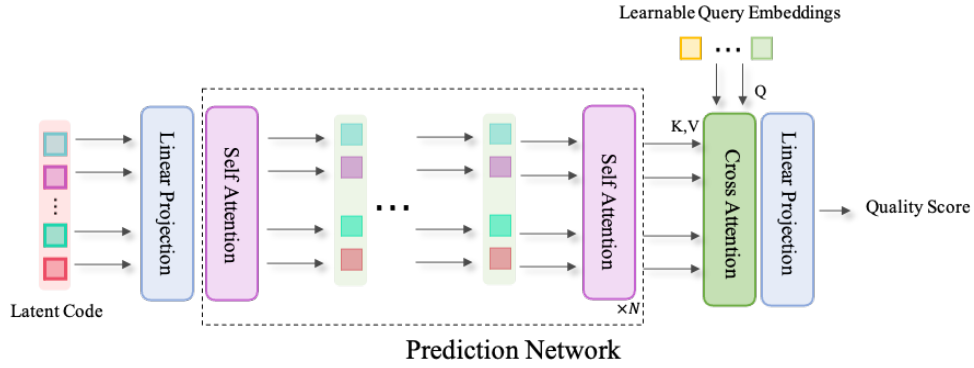 Learnable Query Embeddings
...
Q
K,V
Linear Projection
Self Attention
...
...
Self Attention
Cross Attention
Linear Projection
Quality Score
Latent Code
×N
Prediction Network